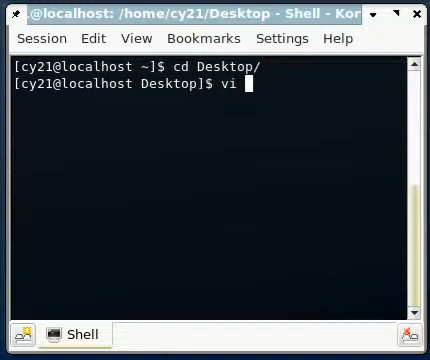 @localhost: /home/cy21/Desktop - Shell - Kor
Session Edit View Bookmarks Settings Help
[cy21@localhost ~]$ cd Desktop/
[cy21@localhost Desktop]$ vi
Shell